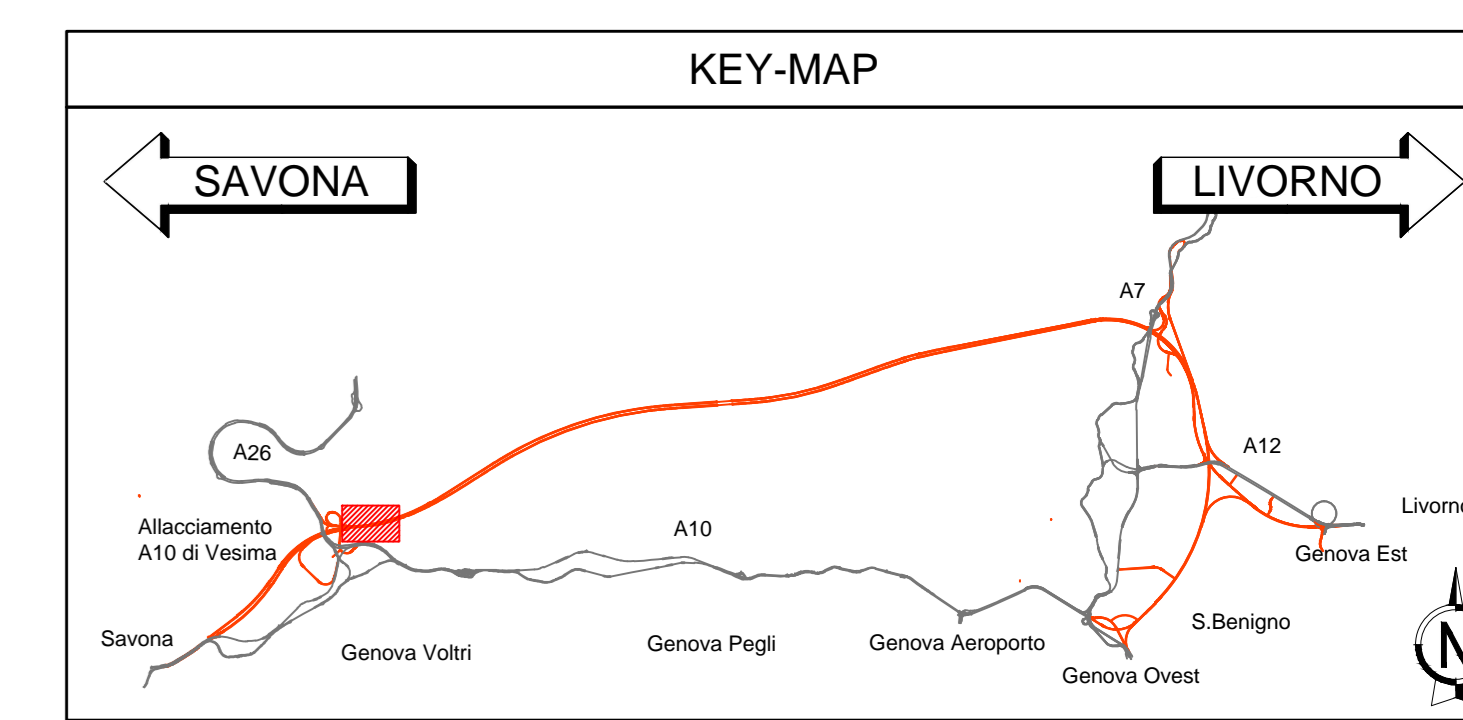 KEY-MAP
SAVONA
LIVORNO
A7
A26
A12
Allacciamento
A10 di Vesima
A10
Livorno
Genova Est
Savona
Genova Voltri
Genova Pegli
Genova Aeroporto
S.Benigno
Genova Ovest
N